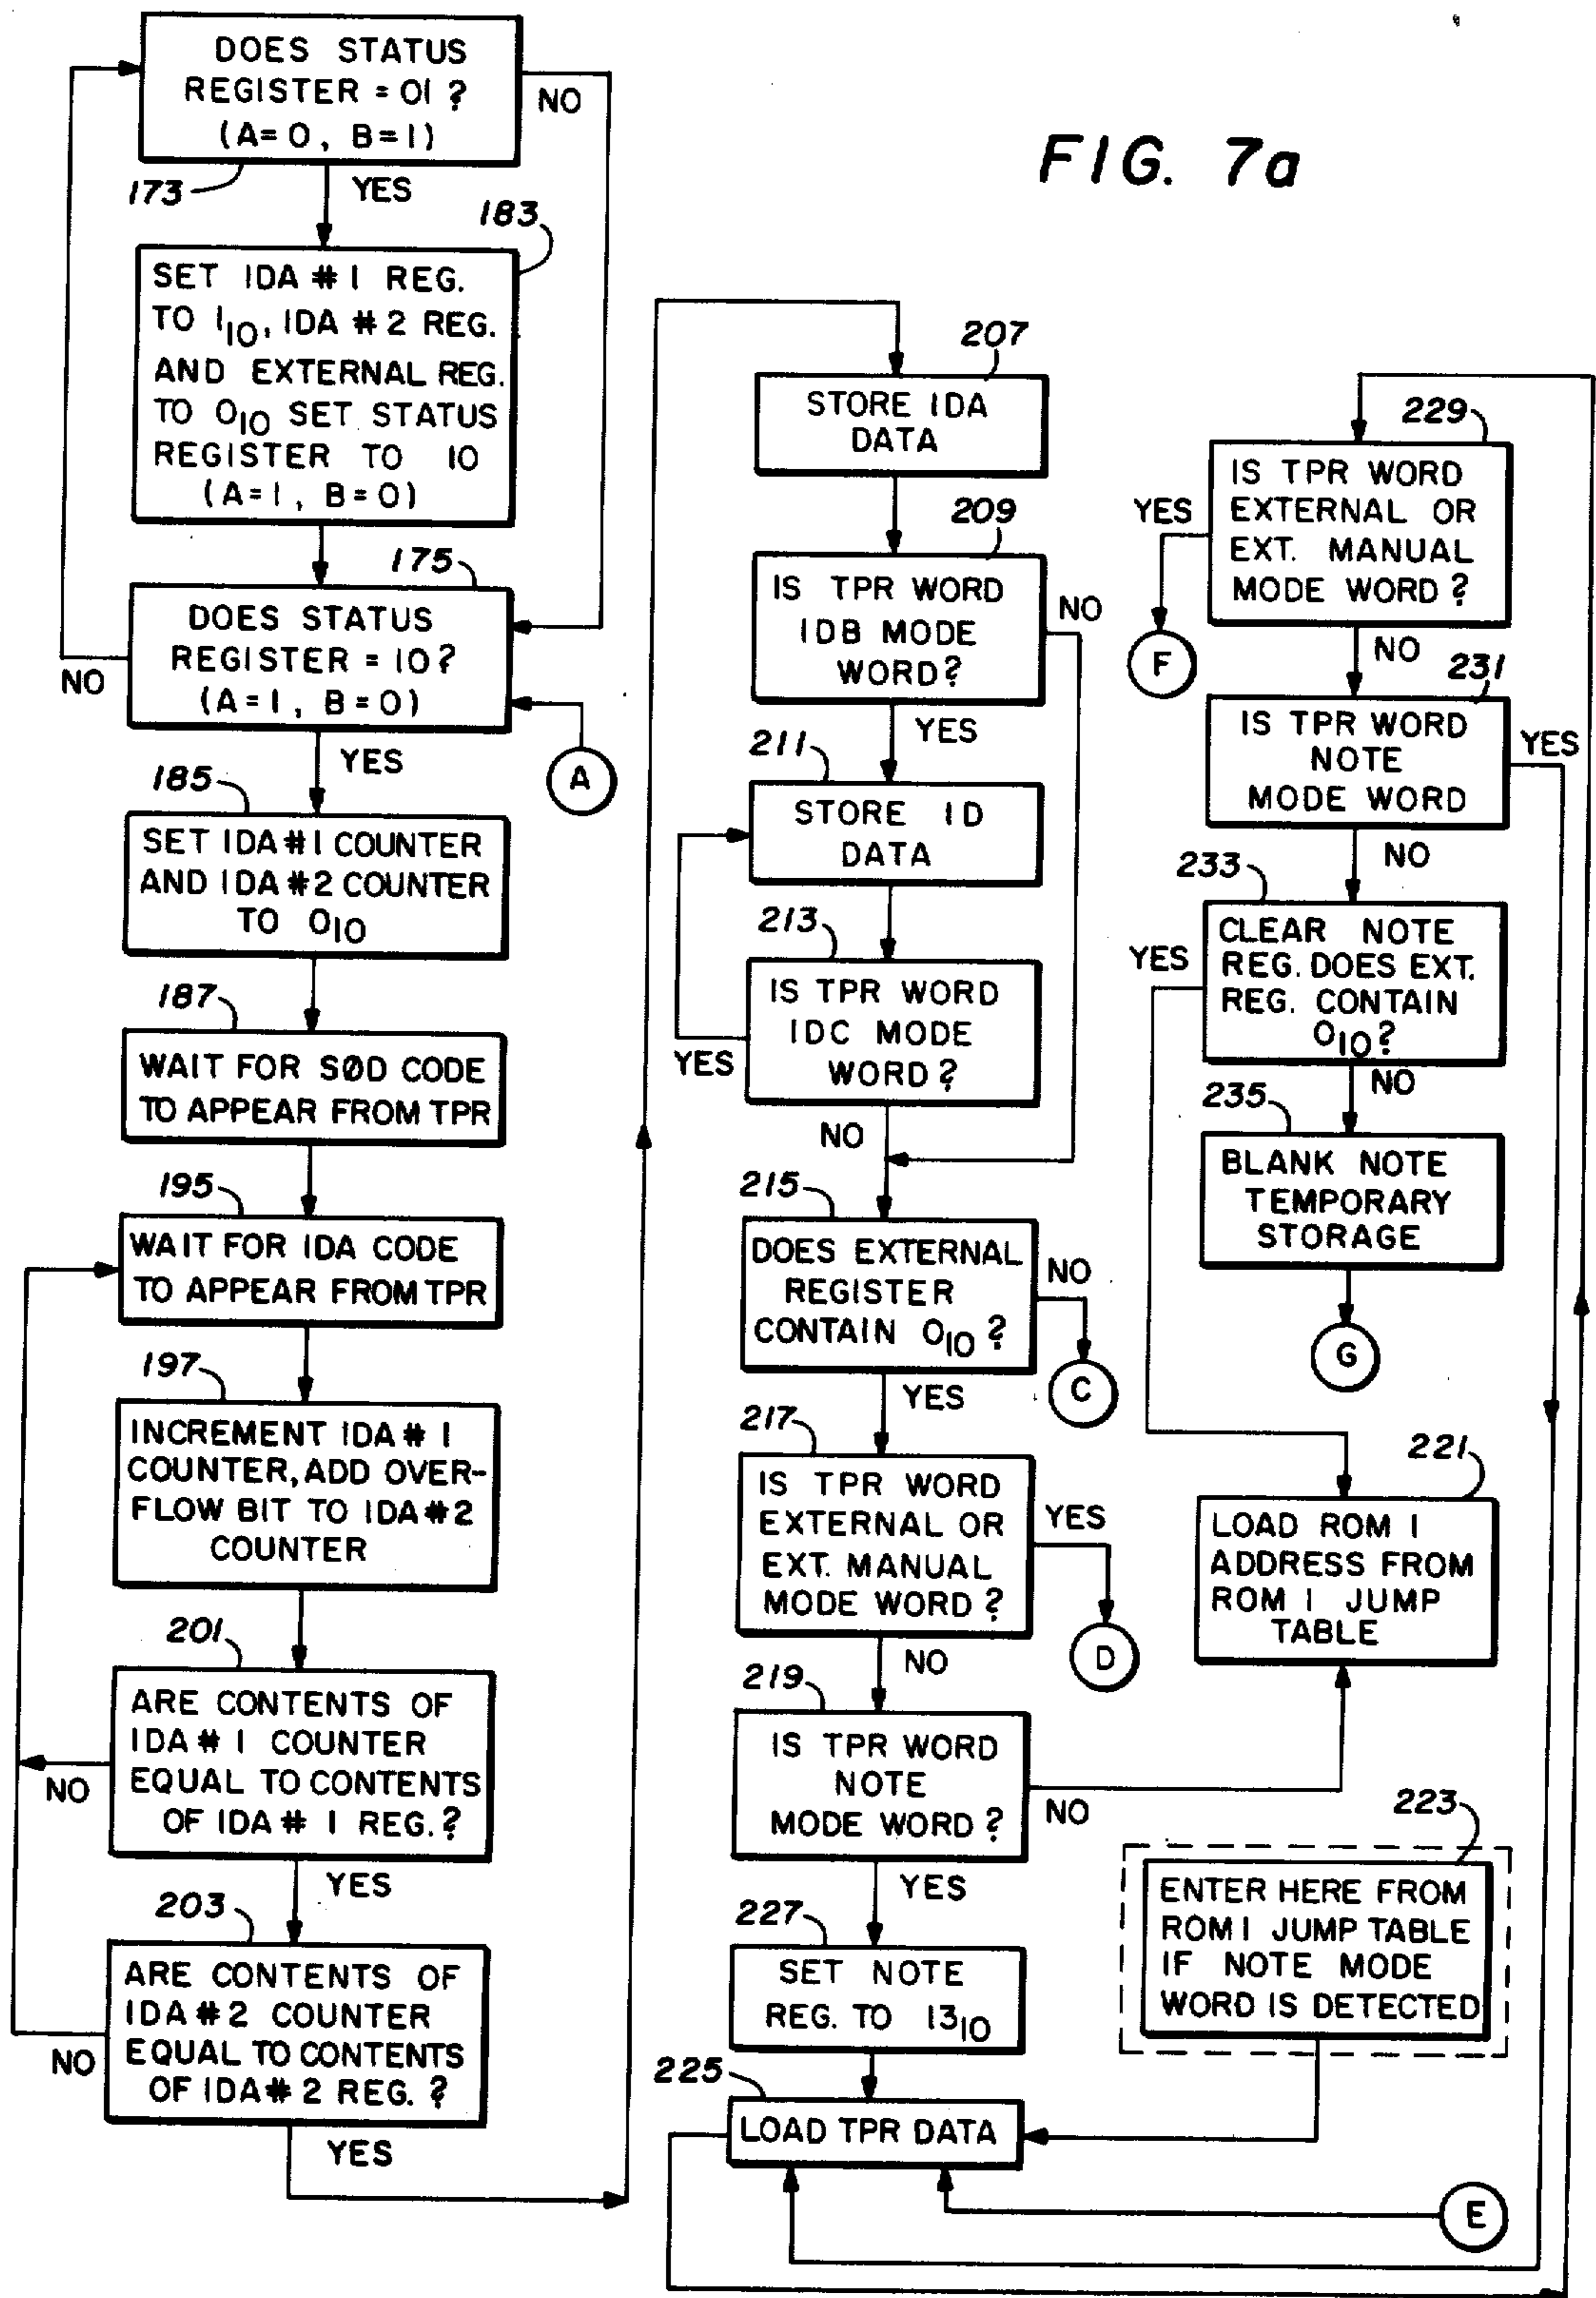 FIG. 7a
DOES STATUS
REGISTER = 01 ?
(A=0, B=1)
NO
173
YES
183
SET IDA # 1 REG.
TO 1₁₀, IDA # 2 REG.
AND EXTERNAL REG.
TO 0₁₀ SET STATUS
REGISTER TO 10
(A=1, B=0)
175
DOES STATUS
REGISTER = 10?
(A=1, B=0)
NO
YES
A
185
SET IDA #1 COUNTER
AND IDA #2 COUNTER
TO 0₁₀
187
WAIT FOR SØD CODE
TO APPEAR FROM TPR
195
WAIT FOR IDA CODE
TO APPEAR FROM TPR
197
INCREMENT IDA # 1
COUNTER, ADD OVER-
FLOW BIT TO IDA #2
COUNTER
201
ARE CONTENTS OF
IDA # 1 COUNTER
EQUAL TO CONTENTS
OF IDA # 1 REG.?
NO
YES
203
ARE CONTENTS OF
IDA #2 COUNTER
EQUAL TO CONTENTS
OF IDA # 2 REG. ?
NO
YES
207
STORE IDA
DATA
209
IS TPR WORD
IDB MODE
WORD?
NO
YES
211
STORE ID
DATA
213
IS TPR WORD
IDC MODE
WORD?
YES
NO
215
DOES EXTERNAL
REGISTER
CONTAIN 0₁₀ ?
NO
C
YES
217
IS TPR WORD
EXTERNAL OR
EXT. MANUAL
MODE WORD?
YES
D
NO
219
IS TPR WORD
NOTE
MODE WORD?
NO
YES
227
SET NOTE
REG. TO 13₁₀
225
LOAD TPR DATA
229
IS TPR WORD
EXTERNAL OR
EXT. MANUAL
MODE WORD?
YES
F
NO
231
IS TPR WORD
NOTE
MODE WORD
YES
NO
233
CLEAR NOTE
REG. DOES EXT.
REG. CONTAIN
0₁₀?
YES
NO
235
BLANK NOTE
TEMPORARY
STORAGE
G
221
LOAD ROM 1
ADDRESS FROM
ROM 1 JUMP
TABLE
223
ENTER HERE FROM
ROM 1 JUMP TABLE
IF NOTE MODE
WORD IS DETECTED
E